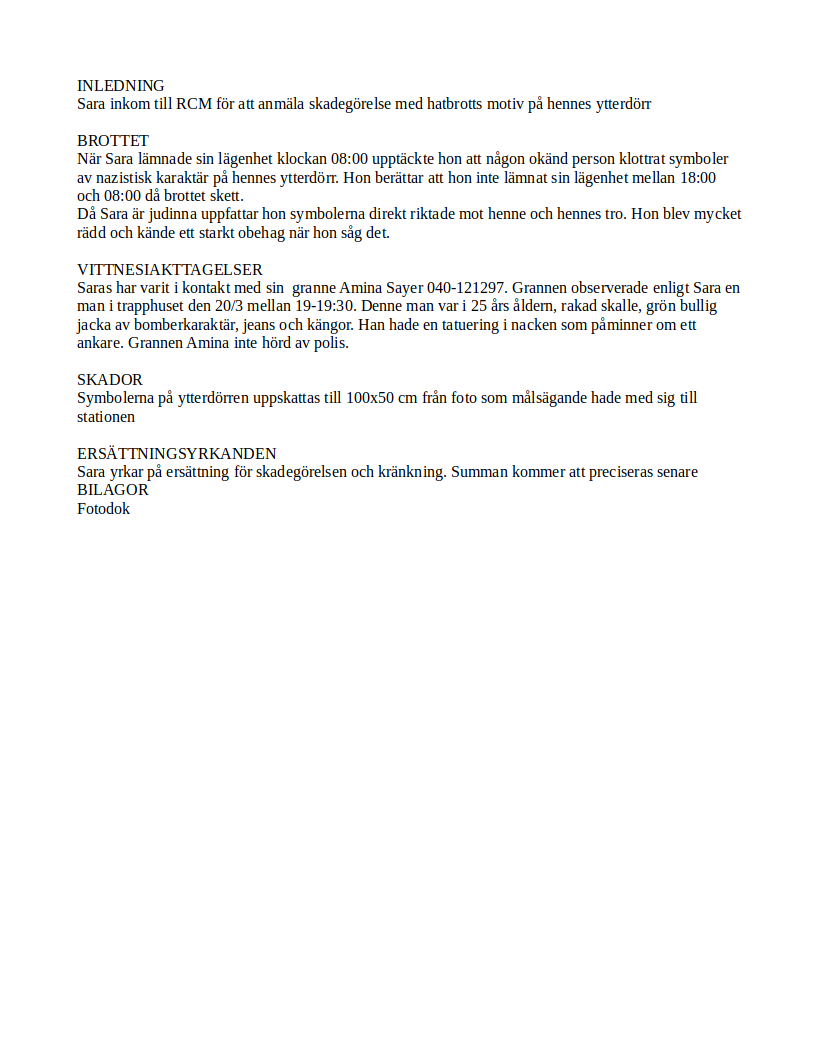 INLEDNING
Sara inkom till RCM för att anmäla skadegörelse med hatbrotts motiv på hennes ytterdörr
BROTTET
När Sara lämnade sin lägenhet klockan 08:00 upptäckte hon att någon okänd person klottrat symboler
av nazistisk karaktär på hennes ytterdörr. Hon berättar att hon inte lämnat sin lägenhet mellan 18:00
och 08:00 då brottet skett.
Då Sara är judinna uppfattar hon symbolerna direkt riktade mot henne och hennes tro. Hon blev mycket
rädd och kände ett starkt obehag när hon såg det.
VITTNESIAKTTAGELSER
Saras har varit i kontakt med sin  granne Amina Sayer 040-121297. Grannen observerade enligt Sara en
man i trapphuset den 20/3 mellan 19-19:30. Denne man var i 25 års åldern, rakad skalle, grön bullig
jacka av bomberkaraktär, jeans och kängor. Han hade en tatuering i nacken som påminner om ett
ankare. Grannen Amina inte hörd av polis.
SKADOR
Symbolerna på ytterdörren uppskattas till 100x50 cm från foto som målsägande hade med sig till
stationen
ERSÄTTNINGSYRKANDEN
Sara yrkar på ersättning för skadegörelsen och kränkning. Summan kommer att preciseras senare
BILAGOR
Fotodok